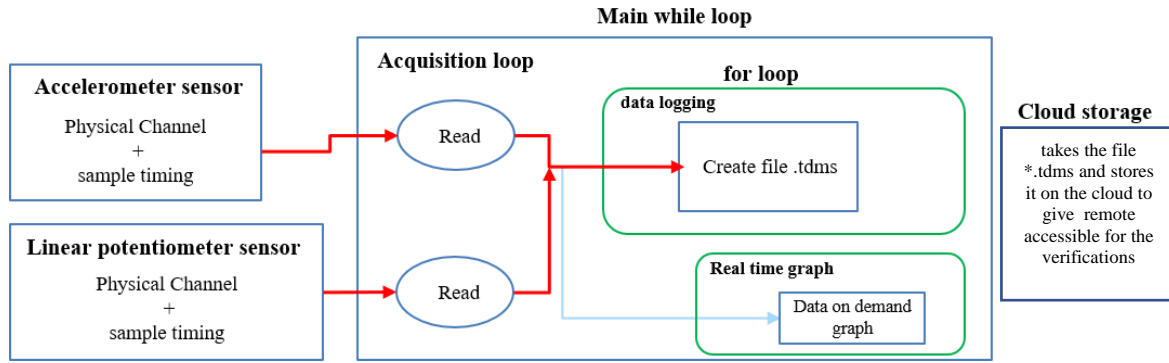 Main while loop
Accelerometer sensor
Physical Channel
+
sample timing
Linear potentiometer sensor
Physical Channel
+
sample timing
Acquisition loop
Read
Read
for loop
data logging
Create file .tdms
Real time graph
Data on demand
graph
Cloud storage
takes the file
*.tdms and stores
it on the cloud to
give remote
accessible for the
verifications